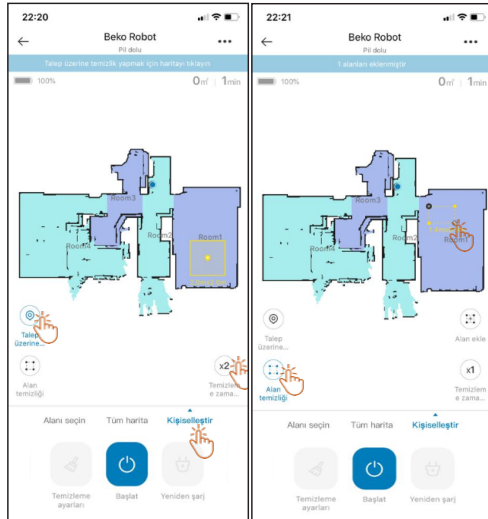 22:20
Beko Robot
Pil dolu
Talep üzerine temizlik yapmak için haritayı tıklayın
100%
0m² | 1min
Room3
Room1
Room2
Room4
Talep
üzerine...
x2
Alan
temizliği
Temizlem
e zama...
Alanı seçin
Tüm harita
Kişiselleştir
Temizleme
ayarları
Başlat
Yeniden şarj
22:21
Beko Robot
Pil dolu
1 alanları eklenmiştir
100%
0m² | 1min
Room3
Room2
Room1
Room4
Talep
üzerine...
Alan ekle
x1
Alan
temizliği
Temizlem
e zama...
Alanı seçin
Tüm harita
Kişiselleştir
Temizleme
ayarları
Başlat
Yeniden şarj